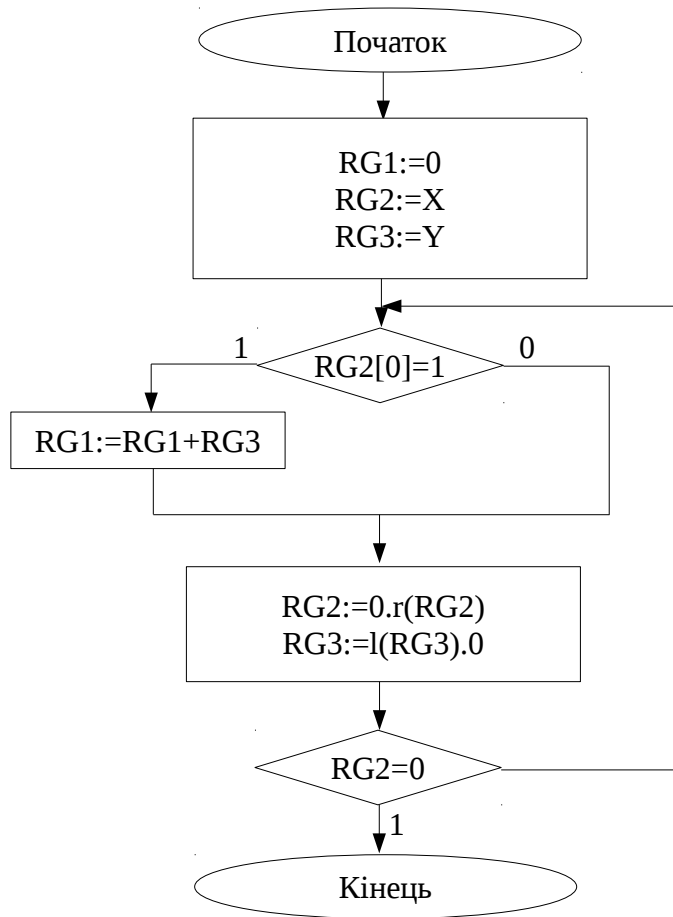 Початок
RG1:=0
RG2:=X
RG3:=Y
1
RG2[0]=1
0
RG1:=RG1+RG3
RG2:=0.r(RG2)
RG3:=l(RG3).0
RG2=0
1
Кінець